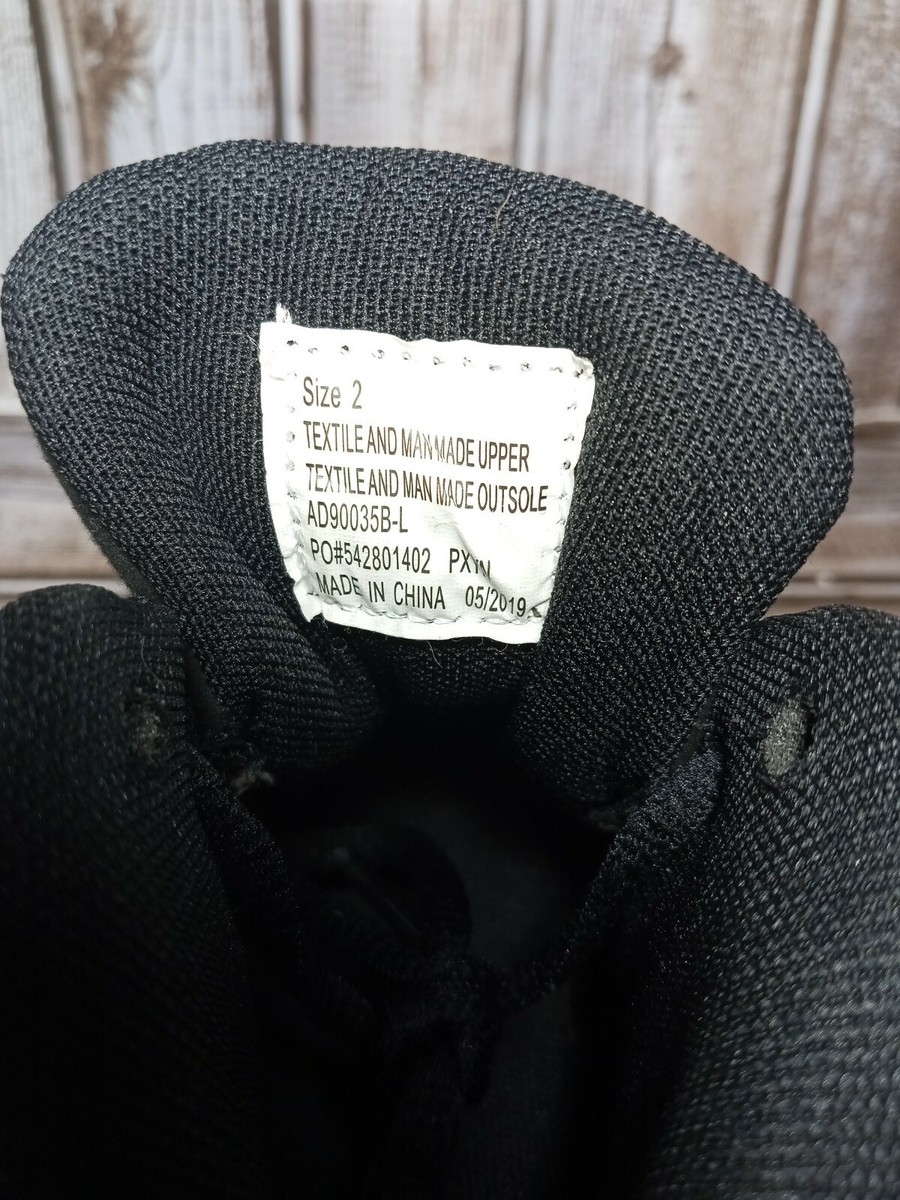 Size 2
TEXTILE AND MAN MADE UPPER
TEXTILE AND MAN MADE OUTSOLE
AD90035B-L
PO#542801402
MADE IN CHINA 05/2019